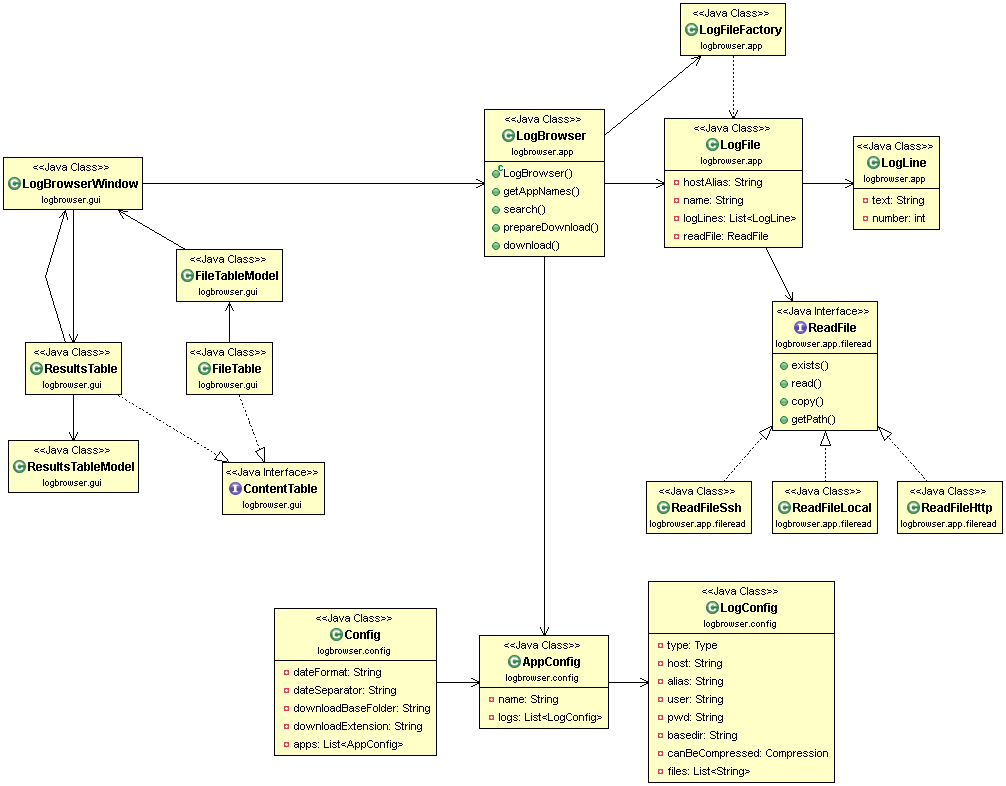 <<Java Class>>
LogFileFactory
logbrowser.app
<<Java Class>>
LogBrowser
logbrowser.app
LogBrowser()
getAppNames()
search()
prepareDownload()
download()
<<Java Class>>
LogFile
logbrowser.app
hostAlias: String
name: String
logLines: List<LogLine>
readFile: ReadFile
<<Java Class>>
LogLine
logbrowser.app
text: String
number: int
<<Java Class>>
LogBrowserWindow
logbrowser.gui
<<Java Class>>
FileTableModel
logbrowser.gui
<<Java Class>>
ResultsTable
logbrowser.gui
<<Java Class>>
FileTable
logbrowser.gui
<<Java Class>>
ResultsTableModel
logbrowser.gui
<<Java Interface>>
ContentTable
logbrowser.gui
<<Java Interface>>
ReadFile
logbrowser.app.fileread
exists()
read()
copy()
getPath()
<<Java Class>>
ReadFileSsh
logbrowser.app.fileread
<<Java Class>>
ReadFileLocal
logbrowser.app.fileread
<<Java Class>>
ReadFileHttp
logbrowser.app.fileread
<<Java Class>>
Config
logbrowser.config
dateFormat: String
dateSeparator: String
downloadBaseFolder: String
downloadExtension: String
apps: List<AppConfig>
<<Java Class>>
AppConfig
logbrowser.config
name: String
logs: List<LogConfig>
<<Java Class>>
LogConfig
logbrowser.config
type: Type
host: String
alias: String
user: String
pwd: String
basedir: String
canBeCompressed: Compression
files: List<String>